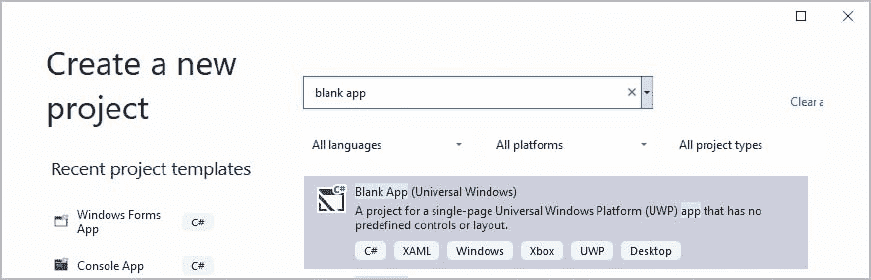 Create a new
project
blank app
Clear a
All languages
All platforms
All project types
Recent project templates
Windows Forms
App
C#
Console App
C#
C#
Blank App (Universal Windows)
A project for a single-page Universal Windows Platform (UWP) app that has no
predefined controls or layout.
C# XAML Windows Xbox UWP Desktop